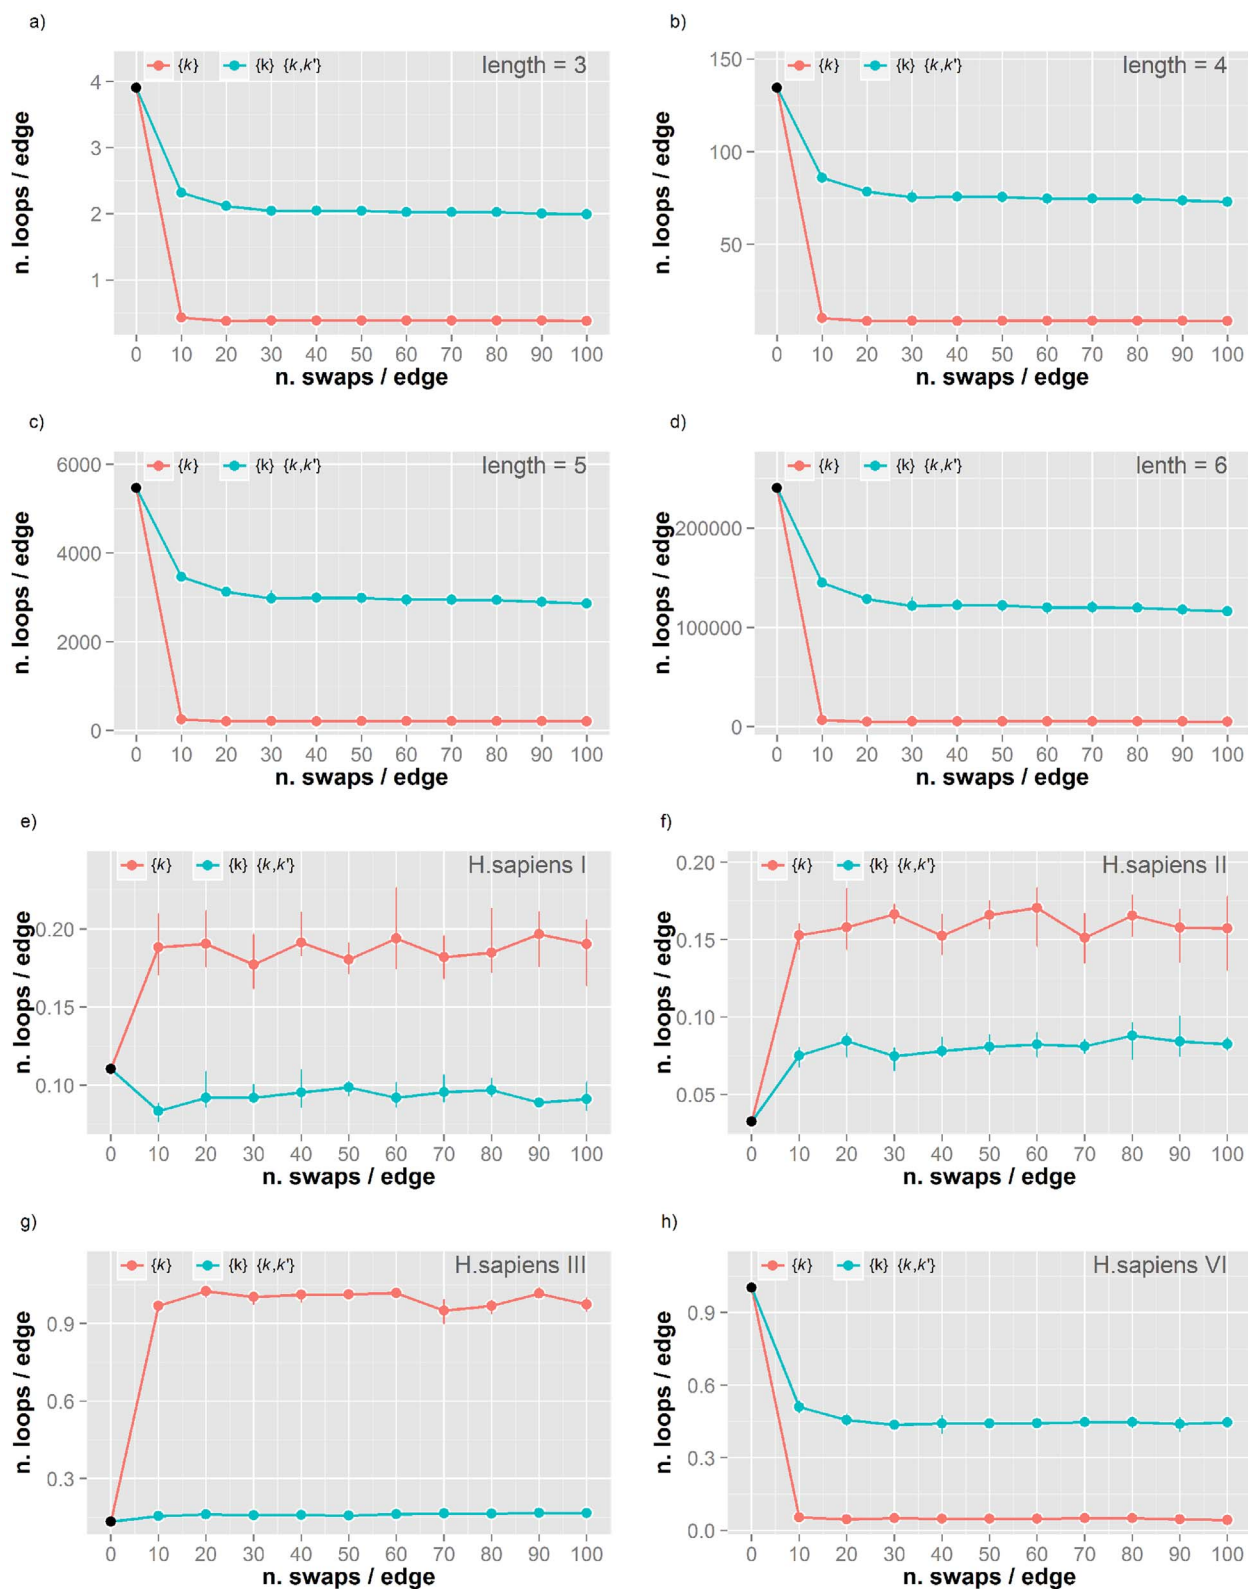 a)
{k} {k} {k,k'} length = 3
4
3
2
1
n. loops / edge
0 10 20 30 40 50 60 70 80 90 100
n. swaps / edge
b)
{k} {k} {k,k'} length = 4
150
100
50
n. loops / edge
0 10 20 30 40 50 60 70 80 90 100
n. swaps / edge
c)
{k} {k} {k,k'} length = 5
6000
4000
2000
0
n. loops / edge
0 10 20 30 40 50 60 70 80 90 100
n. swaps / edge
d)
{k} {k} {k,k'} lenth = 6
200000
100000
0
n. loops / edge
0 10 20 30 40 50 60 70 80 90 100
n. swaps / edge
e)
{k} {k} {k,k'} H.sapiens I
0.20
0.15
0.10
n. loops / edge
0 10 20 30 40 50 60 70 80 90 100
n. swaps / edge
f)
{k} {k} {k,k'} H.sapiens II
0.20
0.15
0.10
0.05
n. loops / edge
0 10 20 30 40 50 60 70 80 90 100
n. swaps / edge
g)
{k} {k} {k,k'} H.sapiens III
0.9
0.6
0.3
n. loops / edge
0 10 20 30 40 50 60 70 80 90 100
n. swaps / edge
h)
{k} {k} {k,k'} H.sapiens VI
0.9
0.6
0.3
0.0
n. loops / edge
0 10 20 30 40 50 60 70 80 90 100
n. swaps / edge